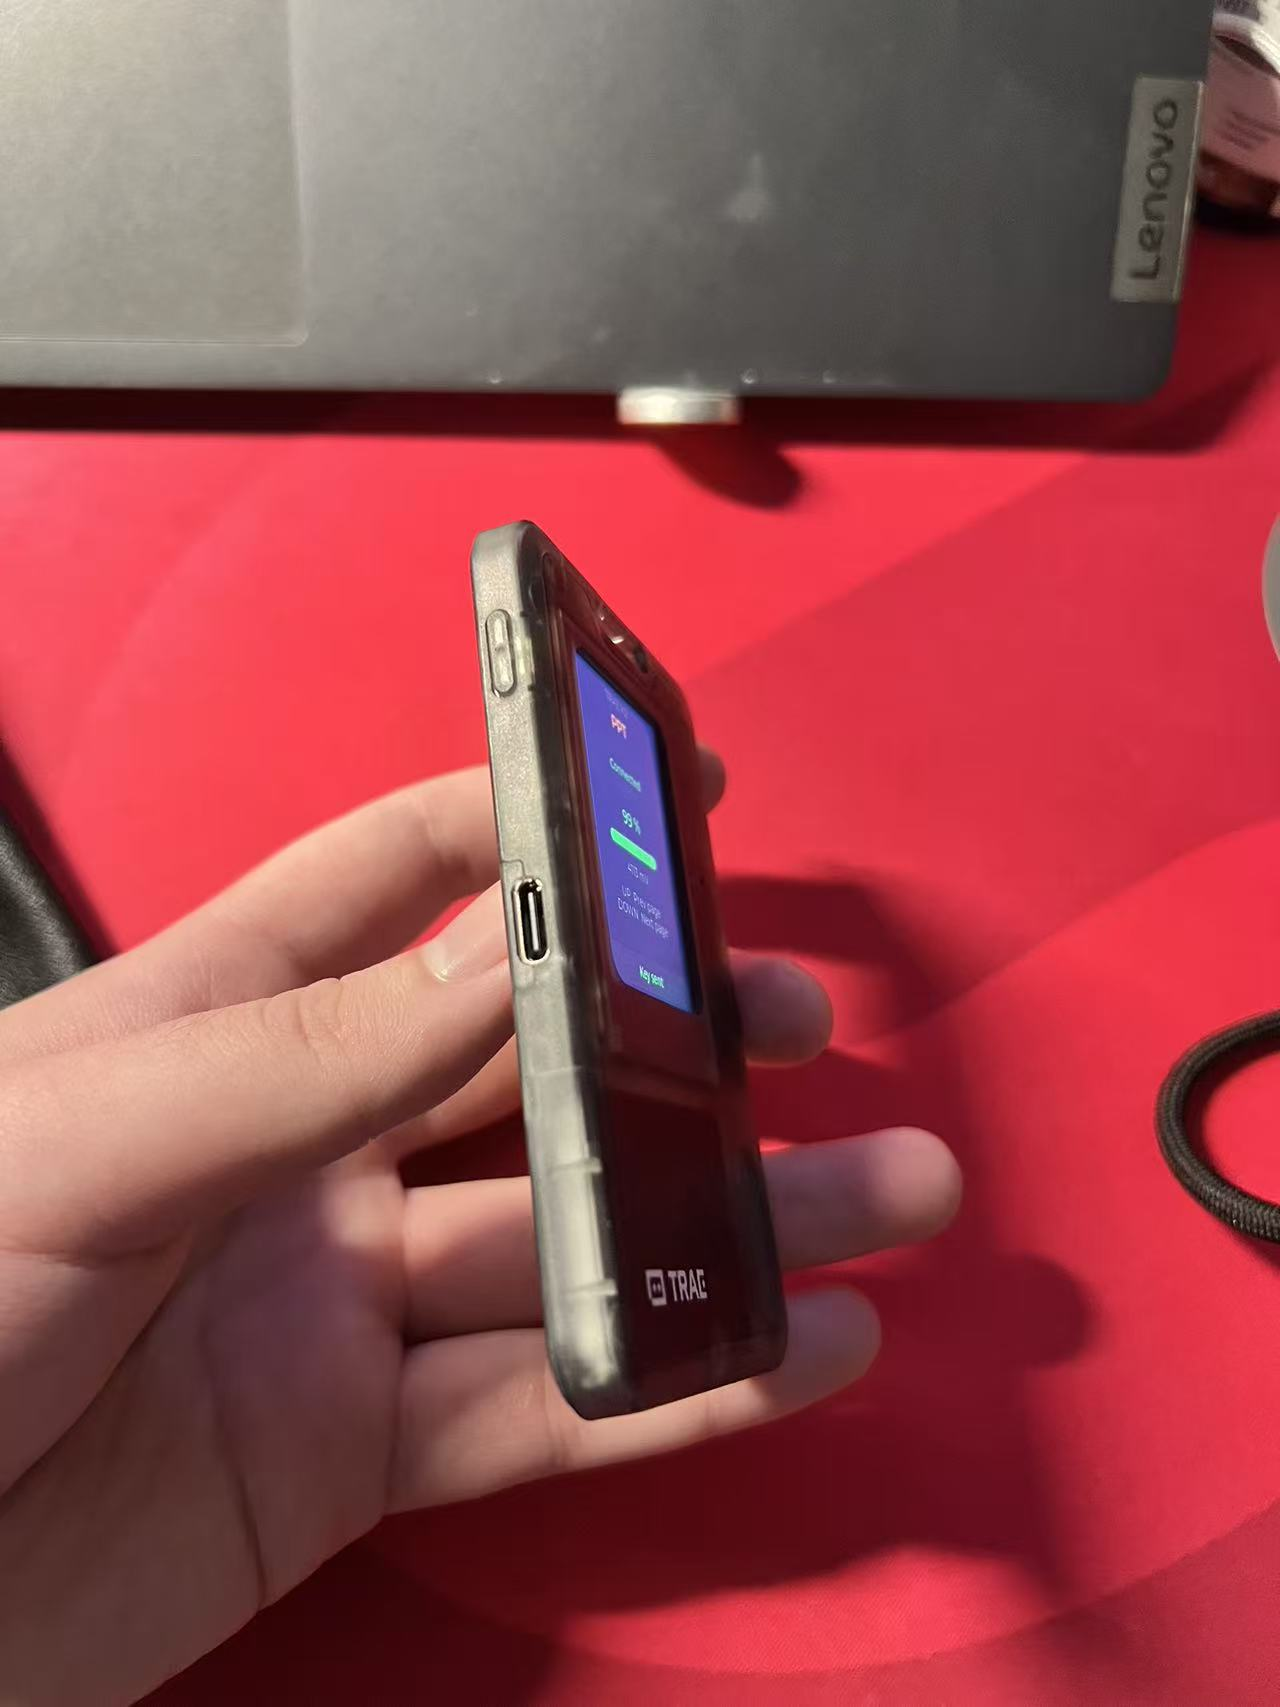 Lenovo
PPT
Connected
99%
UP Prev page
DOWN Next page
Key sent
TRAE